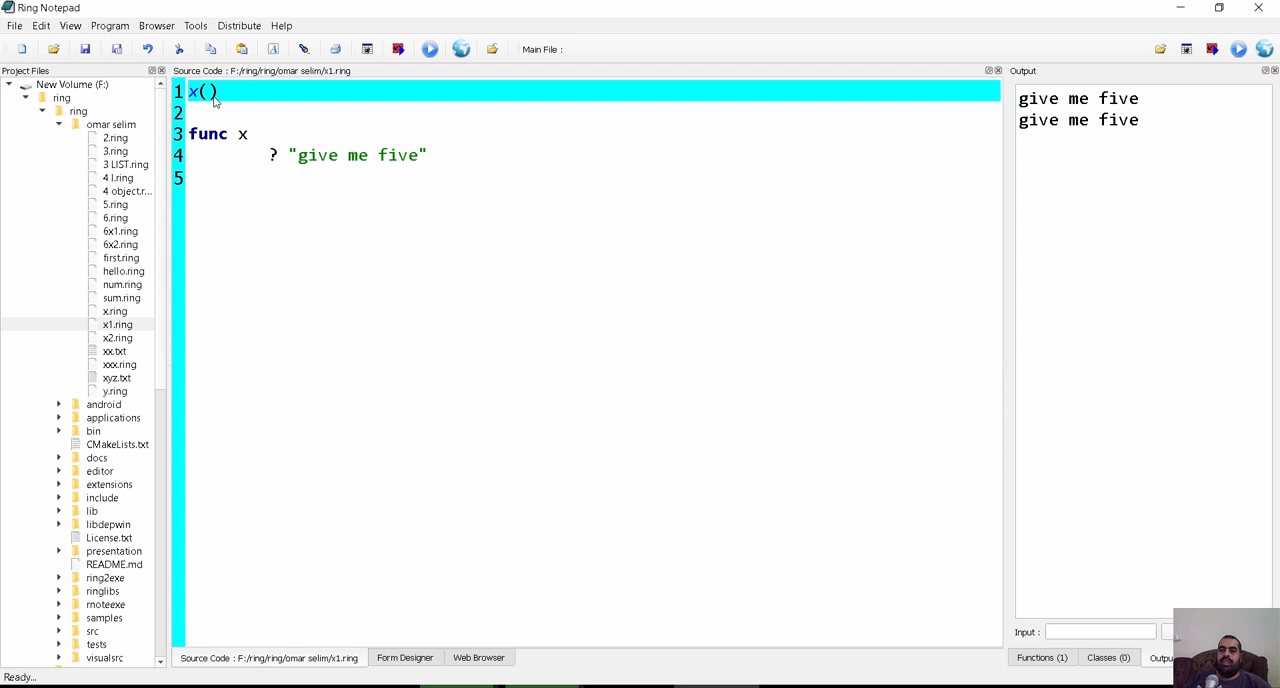 Ring Notepad
File Edit View Program Browser Tools Distribute Help
Main File :
Project Files
New Volume (F:)
ring
ring
omar selim
2.ring
3.ring
3 LIST.ring
4 l.ring
4 object.r...
5.ring
6.ring
6x1.ring
6x2.ring
first.ring
hello.ring
num.ring
sum.ring
x.ring
x1.ring
x2.ring
xx.txt
xxx.ring
xyz.txt
y.ring
android
applications
bin
CMakeLists.txt
docs
editor
extensions
include
lib
libdepwin
License.txt
presentation
README.md
ring2exe
ringlibs
rnoteexe
samples
src
tests
visualsrc
Source Code : F:/ring/ring/omar selim/x1.ring
1 x()
2
3 func x
4 ? "give me five"
5
Source Code : F:/ring/ring/omar selim/x1.ring Form Designer Web Browser
Output
give me five
give me five
Input :
Functions (1) Classes (0) Outpu
Ready...